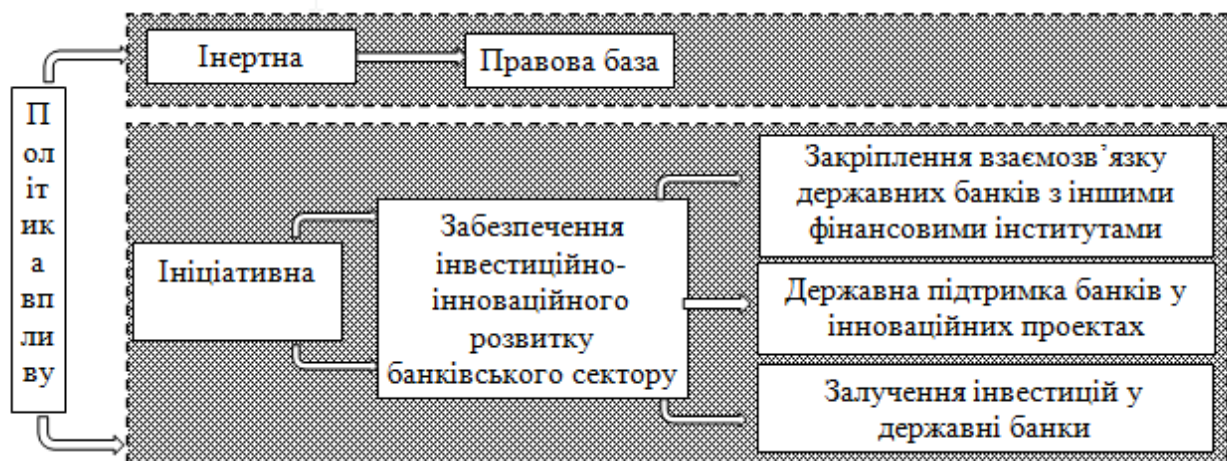 П
ол
іт
ик
а
вп
ли
ву
Інертна
Правова база
Ініціативна
Забезпечення
інвестиційно-
інноваційного
розвитку
банківського сектору
Закріплення взаємозв’язку
державних банків з іншими
фінансовими інститутами
Державна підтримка банків у
інноваційних проектах
Залучення інвестицій у
державні банки